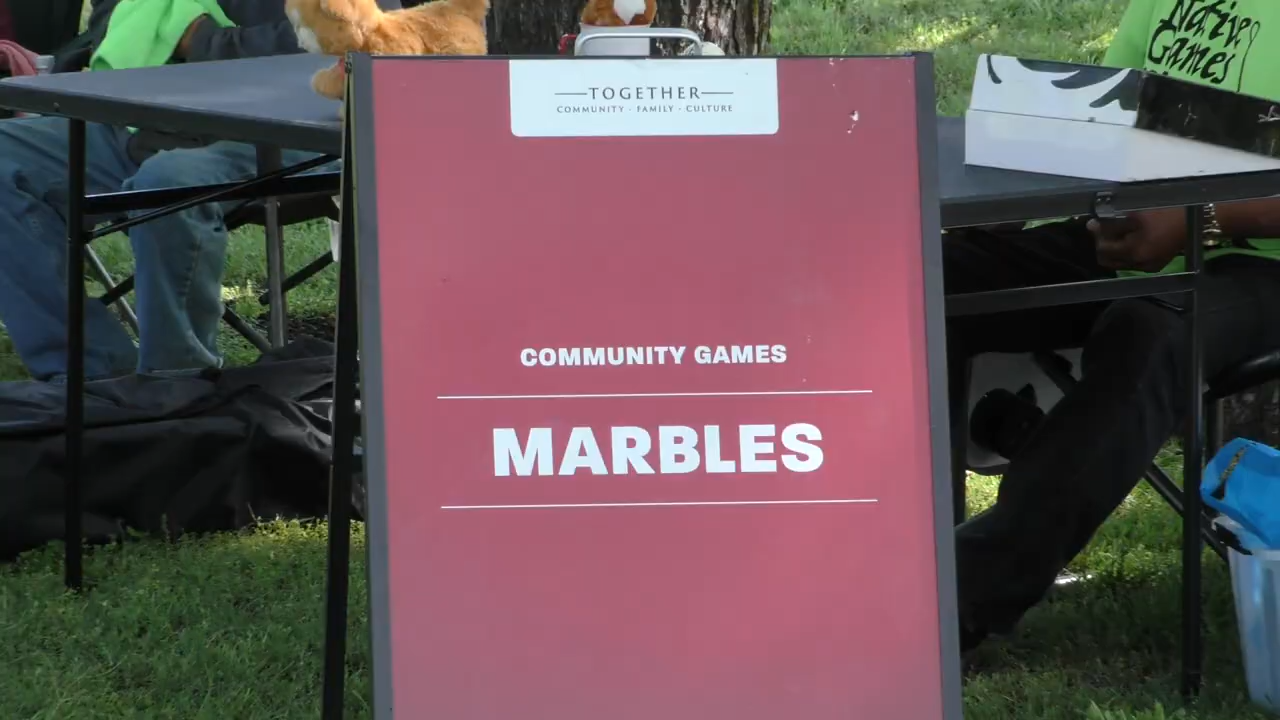 TOGETHER
COMMUNITY · FAMILY · CULTURE
Native
Games
COMMUNITY GAMES
MARBLES